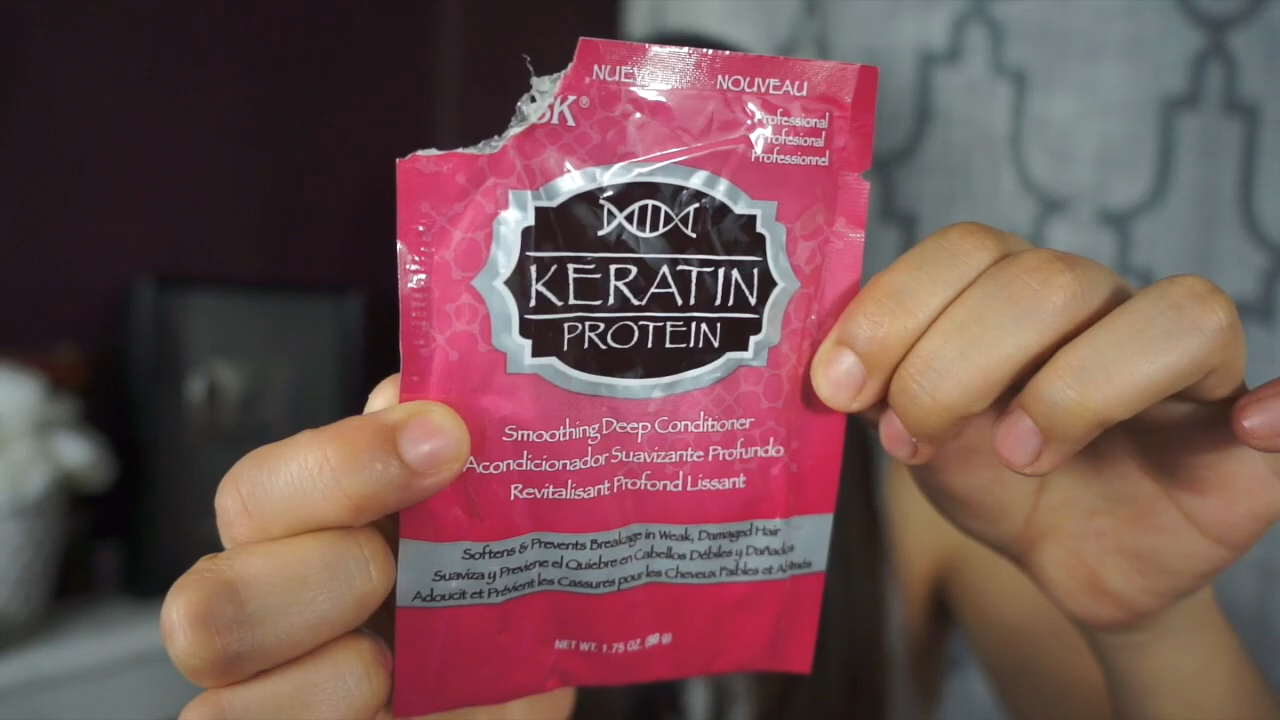 NUEVO NOUVEAU
SK®
Professional
Profesional
Professionnel
KERATIN
PROTEIN
Smoothing Deep Conditioner
Acondicionador Suavizante Profundo
Revitalisant Profond Lissant
Softens & Prevents Breakage in Weak, Damaged Hair
Suaviza y Previene el Quiebre en Cabellos Débiles y Dañados
Adoucit et Prévient les Cassures pour les Cheveux Faibles et Abîmés
NET WT. 1.75 OZ. (50 g)